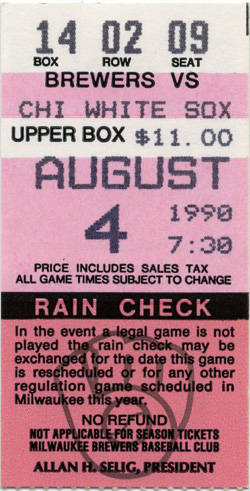 14 02 09
BOX ROW SEAT
BREWERS VS
CHI WHITE SOX
UPPER BOX $11.00
AUGUST
4 1990
7:30
PRICE INCLUDES SALES TAX
ALL GAME TIMES SUBJECT TO CHANGE
RAIN CHECK
In the event a legal game is not
played the rain check may be
exchanged for the date this game
is rescheduled or for any other
regulation game scheduled in
Milwaukee this year.
NO REFUND
NOT APPLICABLE FOR SEASON TICKETS
MILWAUKEE BREWERS BASEBALL CLUB
ALLAN H. SELIG, PRESIDENT